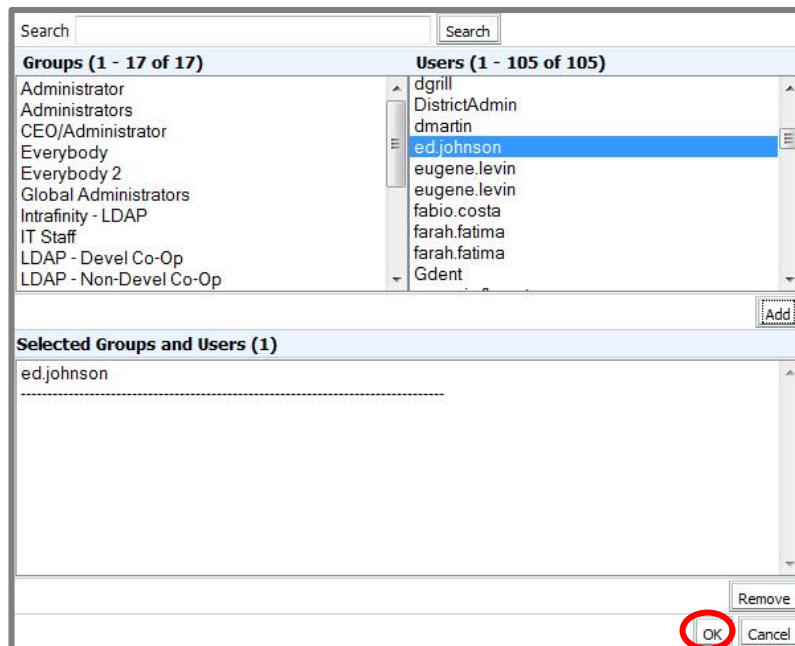 Search Search
Groups (1 - 17 of 17)
Users (1 - 105 of 105)
Administrator
Administrators
CEO/Administrator
Everybody
Everybody 2
Global Administrators
Intrafinity - LDAP
IT Staff
LDAP - Devel Co-Op
LDAP - Non-Devel Co-Op
dgrill
DistrictAdmin
dmartin
ed.johnson
eugene.levin
eugene.levin
fabio.costa
farah.fatima
farah.fatima
Gdent
Add
Selected Groups and Users (1)
ed.johnson
--------------------------------------------------------------------------------
Remove
OK Cancel